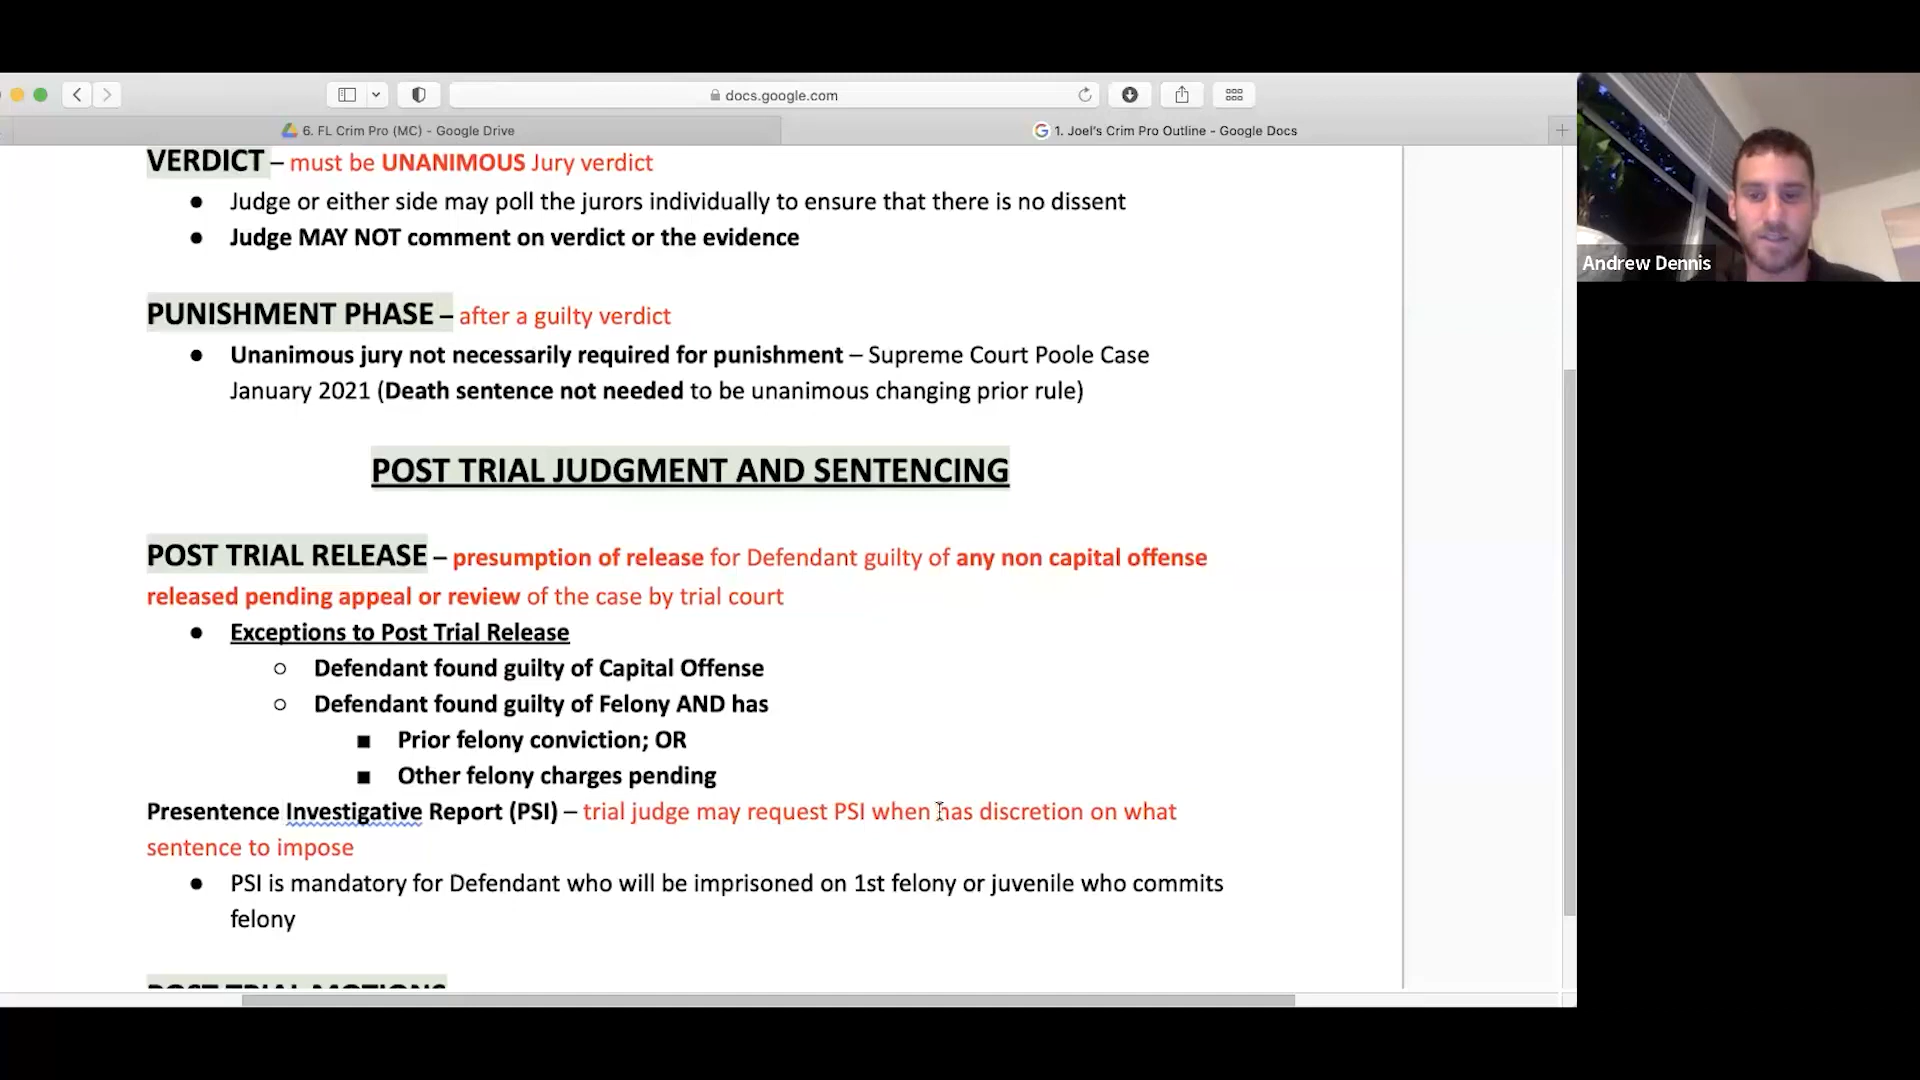 docs.google.com
6. FL Crim Pro (MC) - Google Drive
1. Joel's Crim Pro Outline - Google Docs
Andrew Dennis
VERDICT – must be UNANIMOUS Jury verdict
● Judge or either side may poll the jurors individually to ensure that there is no dissent
● Judge MAY NOT comment on verdict or the evidence
PUNISHMENT PHASE – after a guilty verdict
● Unanimous jury not necessarily required for punishment – Supreme Court Poole Case
January 2021 (Death sentence not needed to be unanimous changing prior rule)
POST TRIAL JUDGMENT AND SENTENCING
POST TRIAL RELEASE – presumption of release for Defendant guilty of any non capital offense
released pending appeal or review of the case by trial court
● Exceptions to Post Trial Release
○ Defendant found guilty of Capital Offense
○ Defendant found guilty of Felony AND has
■ Prior felony conviction; OR
■ Other felony charges pending
Presentence Investigative Report (PSI) – trial judge may request PSI when has discretion on what
sentence to impose
● PSI is mandatory for Defendant who will be imprisoned on 1st felony or juvenile who commits
felony
POST TRIAL MOTIONS